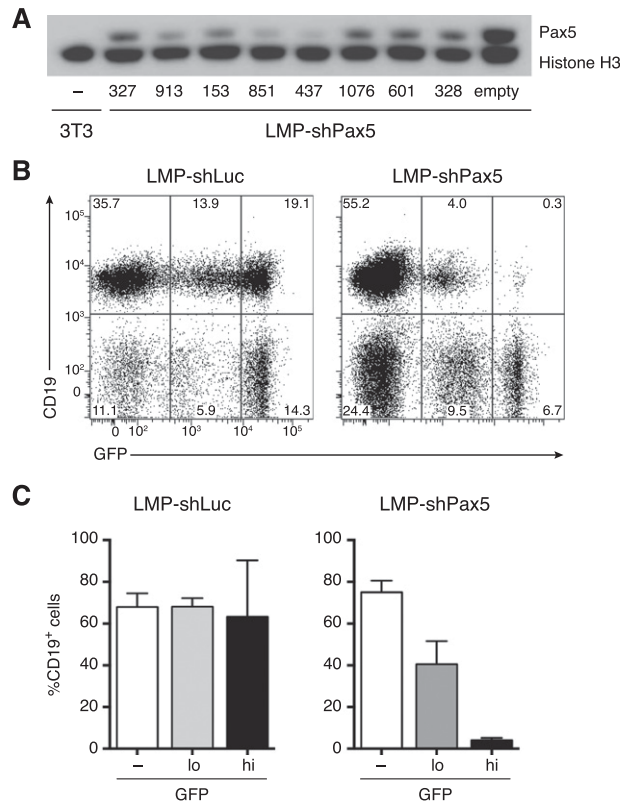 A
Pax5
Histone H3
– 327 913 153 851 437 1076 601 328 empty
3T3 LMP-shPax5
B
LMP-shLuc LMP-shPax5
35.7 13.9 19.1 55.2 4.0 0.3
10⁵
10⁴
10³
10²
0
11.1 5.9 14.3 24.4 9.5 6.7
CD19
0 10² 10³ 10⁴ 10⁵
GFP
C
LMP-shLuc LMP-shPax5
100 100
80 80
60 60
40 40
20 20
0 0
%CD19⁺ cells
– lo hi – lo hi
GFP GFP